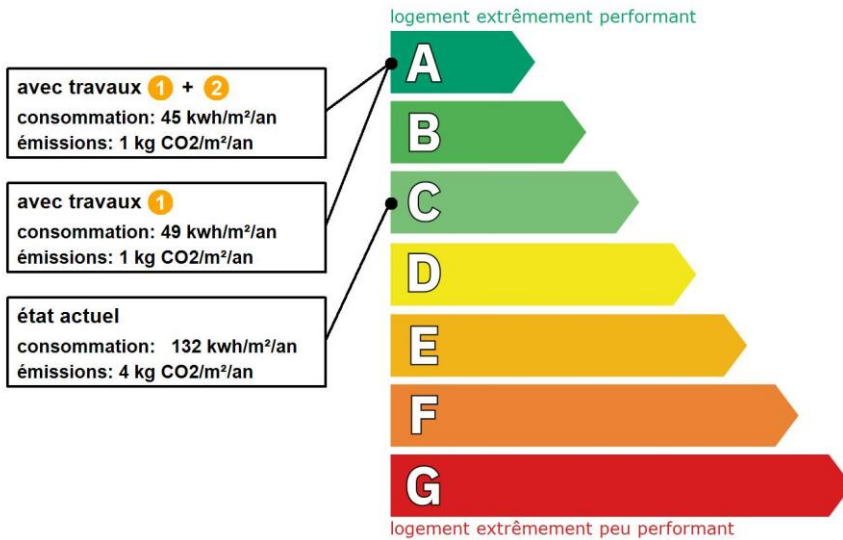 logement extrêmement performant
avec travaux 1 + 2
consommation: 45 kwh/m²/an
émissions: 1 kg CO2/m²/an
avec travaux 1
consommation: 49 kwh/m²/an
émissions: 1 kg CO2/m²/an
état actuel
consommation: 132 kwh/m²/an
émissions: 4 kg CO2/m²/an
A
B
C
D
E
F
G
logement extrêmement peu performant